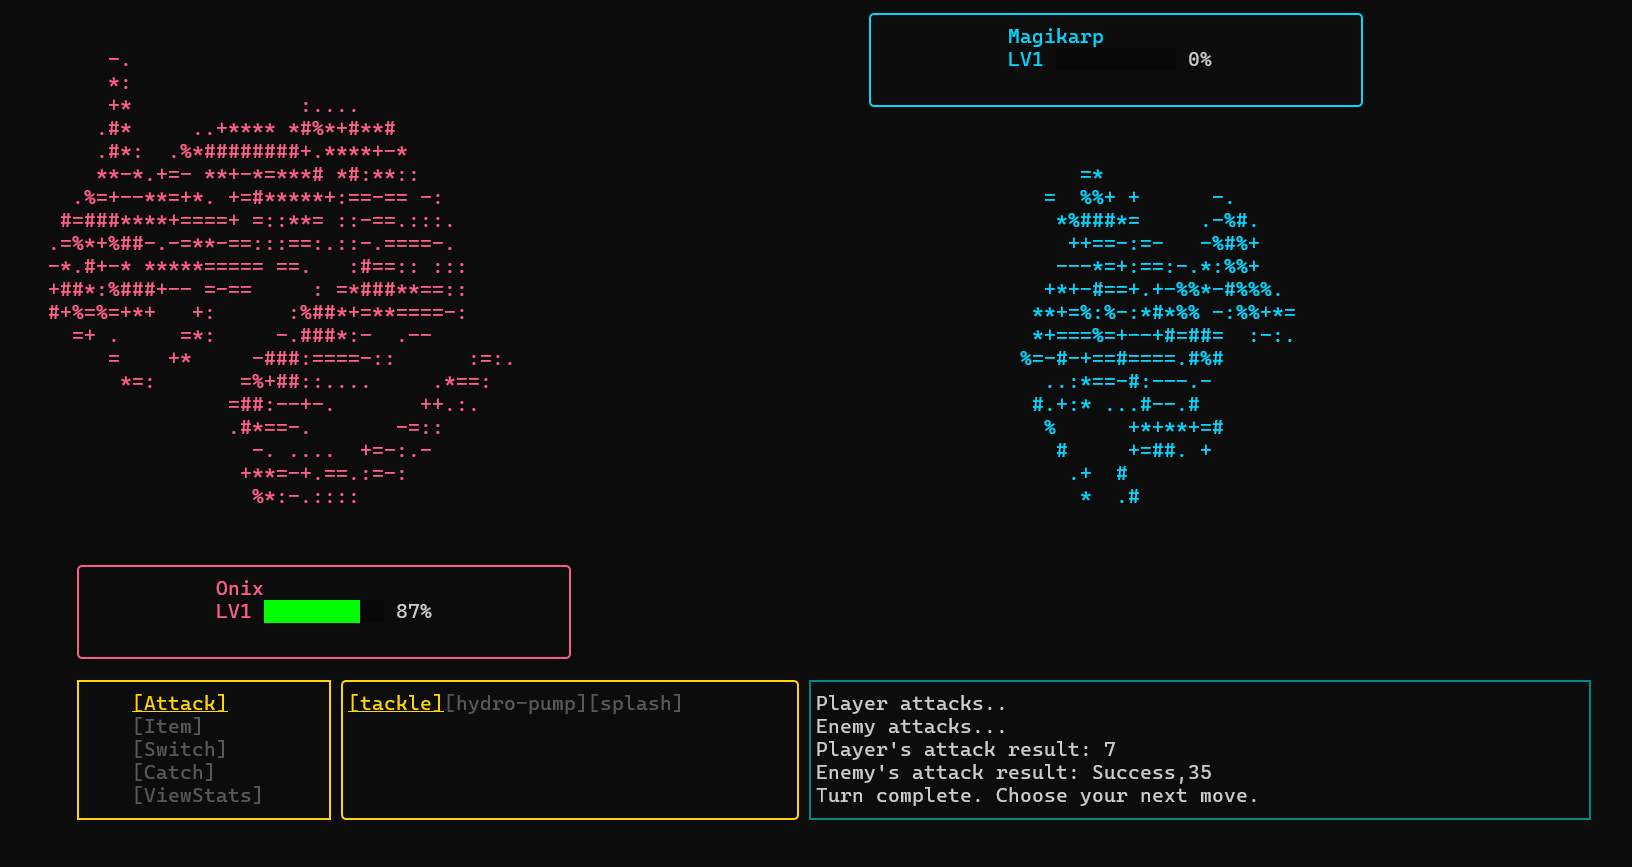 Magikarp
LV1 0%
Onix
LV1 87%
[Attack]
[Item]
[Switch]
[Catch]
[ViewStats]
[tackle][hydro-pump][splash]
Player attacks..
Enemy attacks...
Player's attack result: 7
Enemy's attack result: Success,35
Turn complete. Choose your next move.